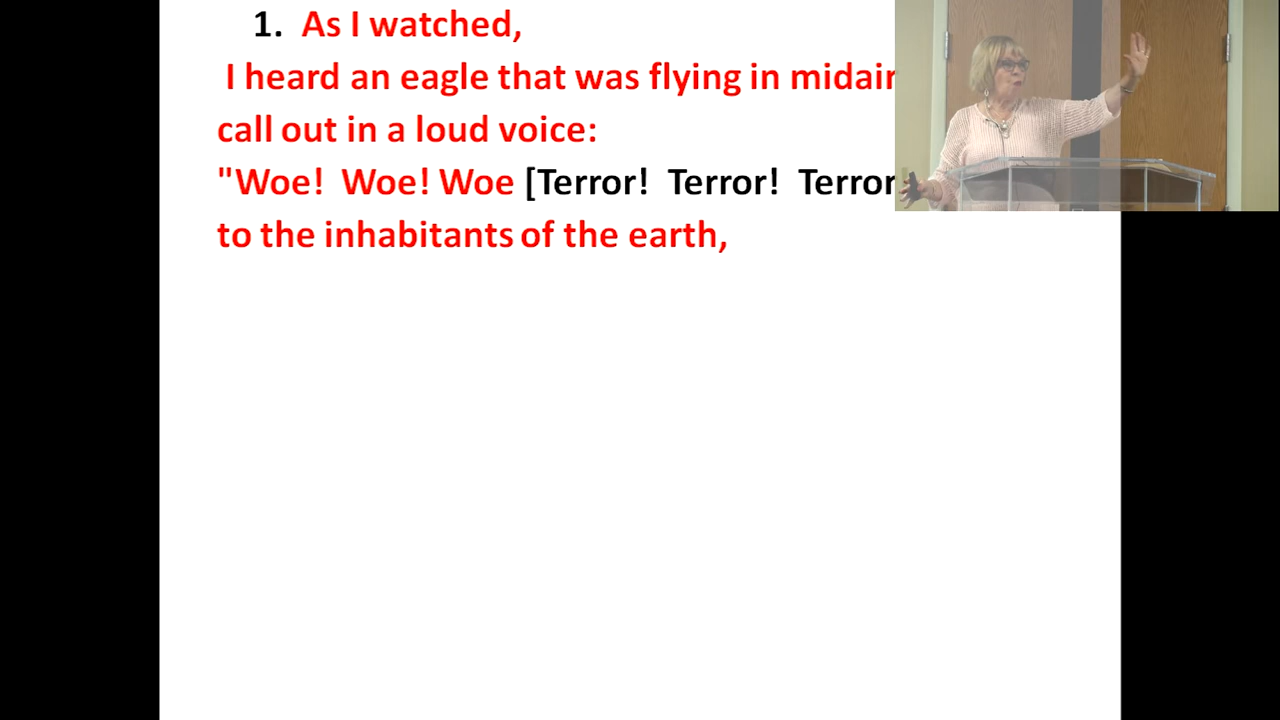 1. As I watched,
I heard an eagle that was flying in midair
call out in a loud voice:
"Woe! Woe! Woe [Terror! Terror! Terror
to the inhabitants of the earth,